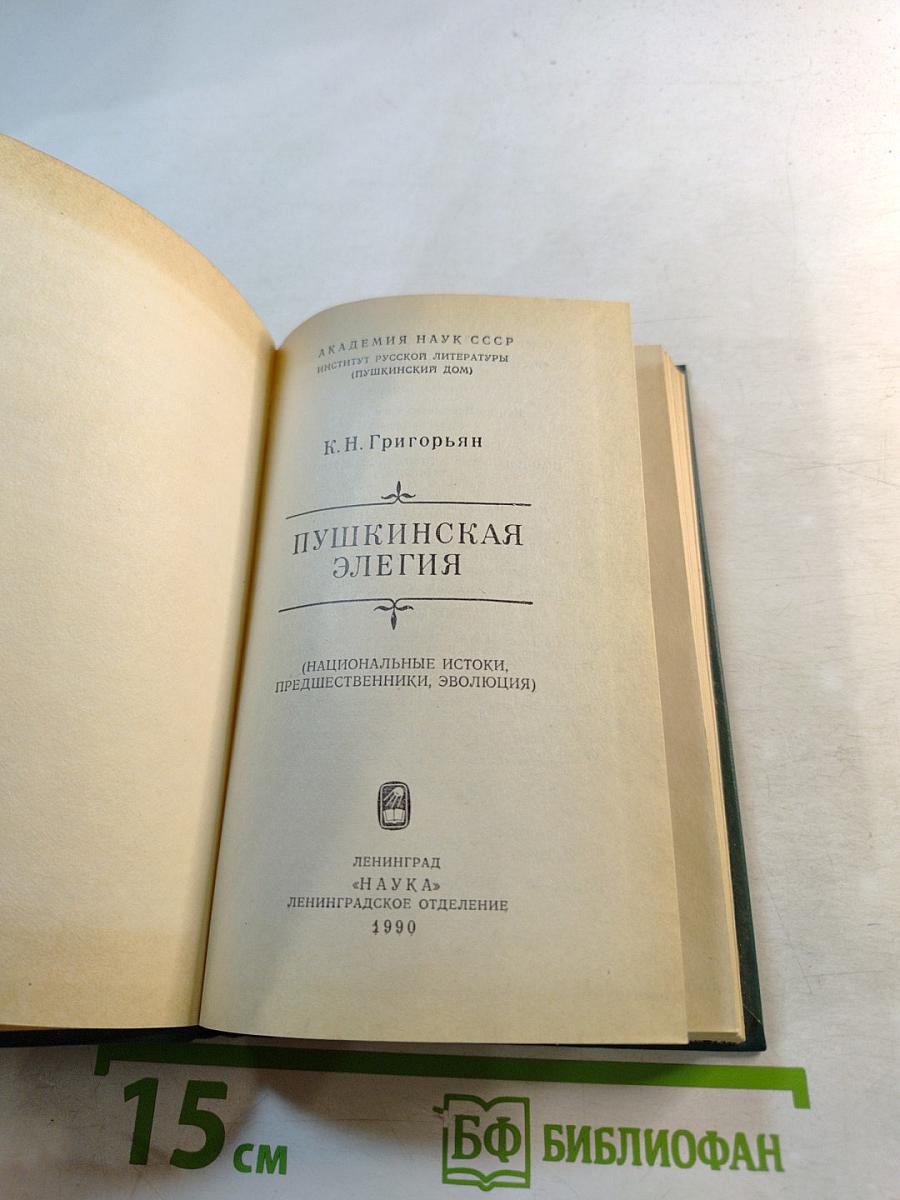 АКАДЕМИЯ НАУК СССР
ИНСТИТУТ РУССКОЙ ЛИТЕРАТУРЫ
(ПУШКИНСКИЙ ДОМ)
К. Н. Григорьян
ПУШКИНСКАЯ
ЭЛЕГИЯ
(НАЦИОНАЛЬНЫЕ ИСТОКИ,
ПРЕДШЕСТВЕННИКИ, ЭВОЛЮЦИЯ)
ЛЕНИНГРАД
«НАУКА»
ЛЕНИНГРАДСКОЕ ОТДЕЛЕНИЕ
1990
15 см
БФ БИБЛИОФАН